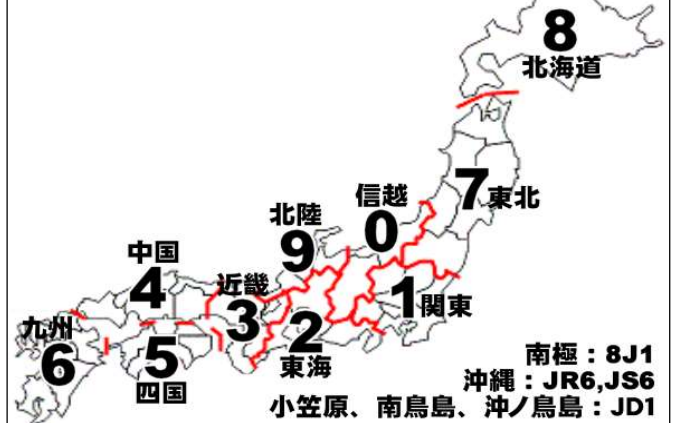 8
北海道
7 東北
信越
0
北陸
9
中国
4
近畿
3
1 関東
2
東海
九州
6
5
四国
南極：8J1
沖縄：JR6,JS6
小笠原、南鳥島、沖ノ鳥島：JD1